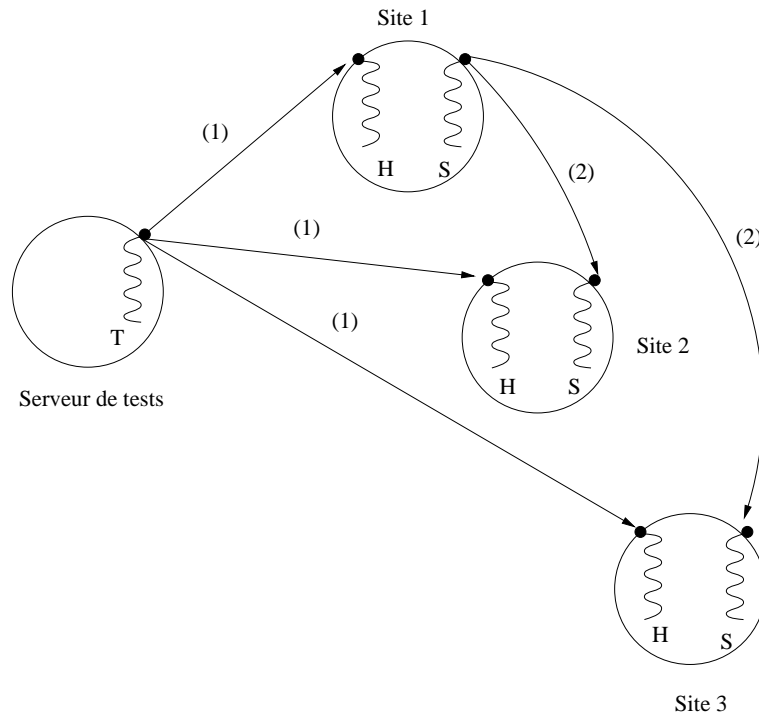 Site 1
(1)
H
S
(2)
(1)
(2)
T
(1)
H
S
Site 2
Serveur de tests
H
S
Site 3